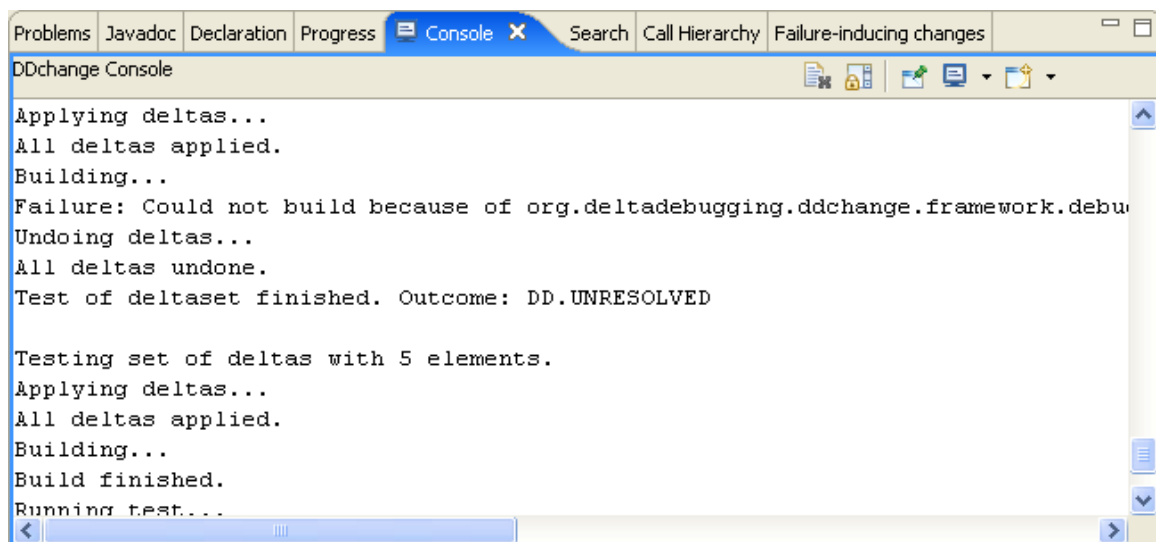 Problems Javadoc Declaration Progress Console Search Call Hierarchy Failure-inducing changes
DDchange Console
Applying deltas...
All deltas applied.
Building...
Failure: Could not build because of org.deltadebugging.ddchange.framework.debu
Undoing deltas...
All deltas undone.
Test of deltaset finished. Outcome: DD.UNRESOLVED
Testing set of deltas with 5 elements.
Applying deltas...
All deltas applied.
Building...
Build finished.
Running test...